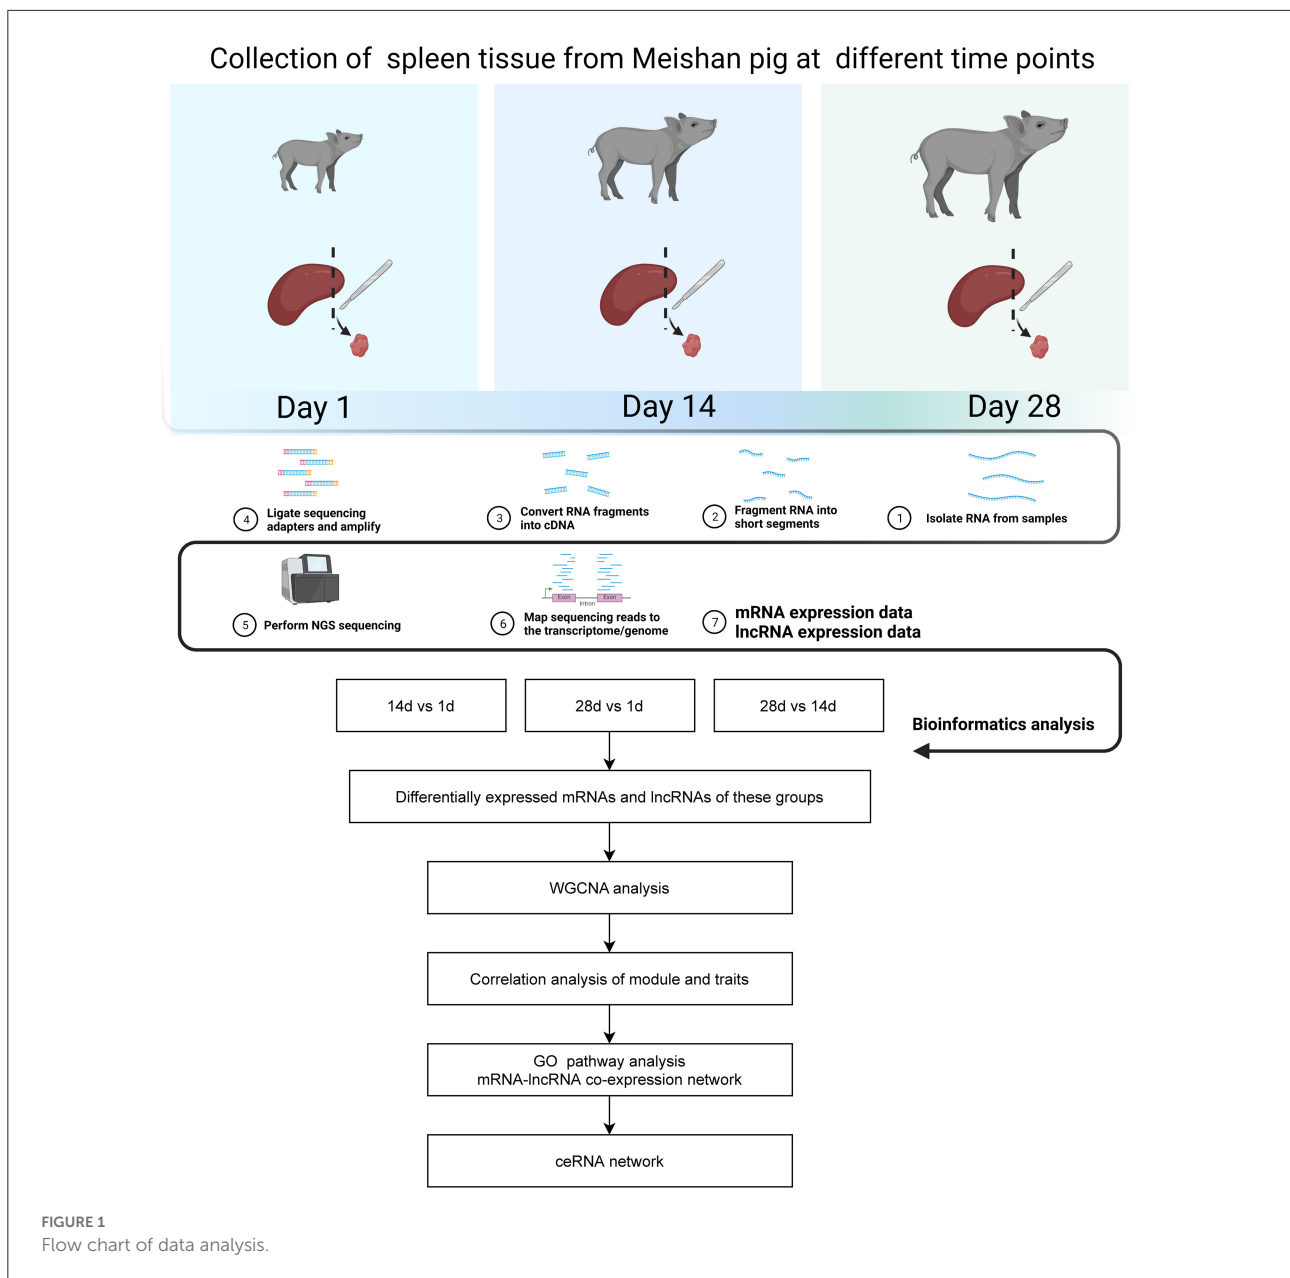 Collection of spleen tissue from Meishan pig at different time points
Day 1
Day 14
Day 28
1 Isolate RNA from samples
2 Fragment RNA into
short segments
3 Convert RNA fragments
into cDNA
4 Ligate sequencing
adapters and amplify
5 Perform NGS sequencing
Exon
Intron
Exon
6 Map sequencing reads to
the transcriptome/genome
7 mRNA expression data
lncRNA expression data
Bioinformatics analysis
14d vs 1d
28d vs 1d
28d vs 14d
Differentially expressed mRNAs and lncRNAs of these groups
WGCNA analysis
Correlation analysis of module and traits
GO pathway analysis
mRNA-lncRNA co-expression network
ceRNA network
FIGURE 1
Flow chart of data analysis.